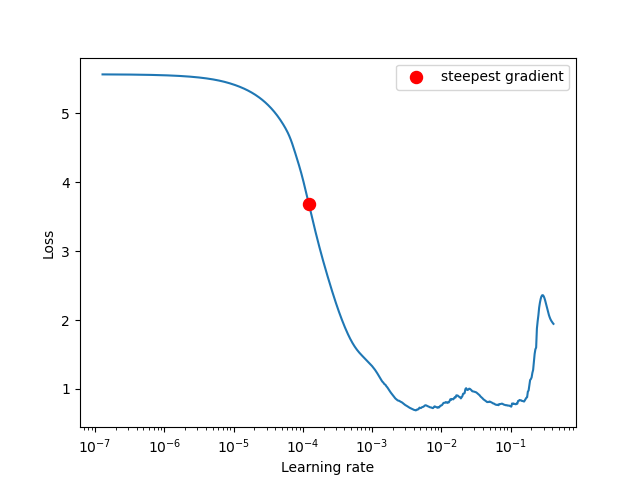 steepest gradient
5
4
3
2
1
Loss
10⁻⁷ 10⁻⁶ 10⁻⁵ 10⁻⁴ 10⁻³ 10⁻² 10⁻¹
Learning rate